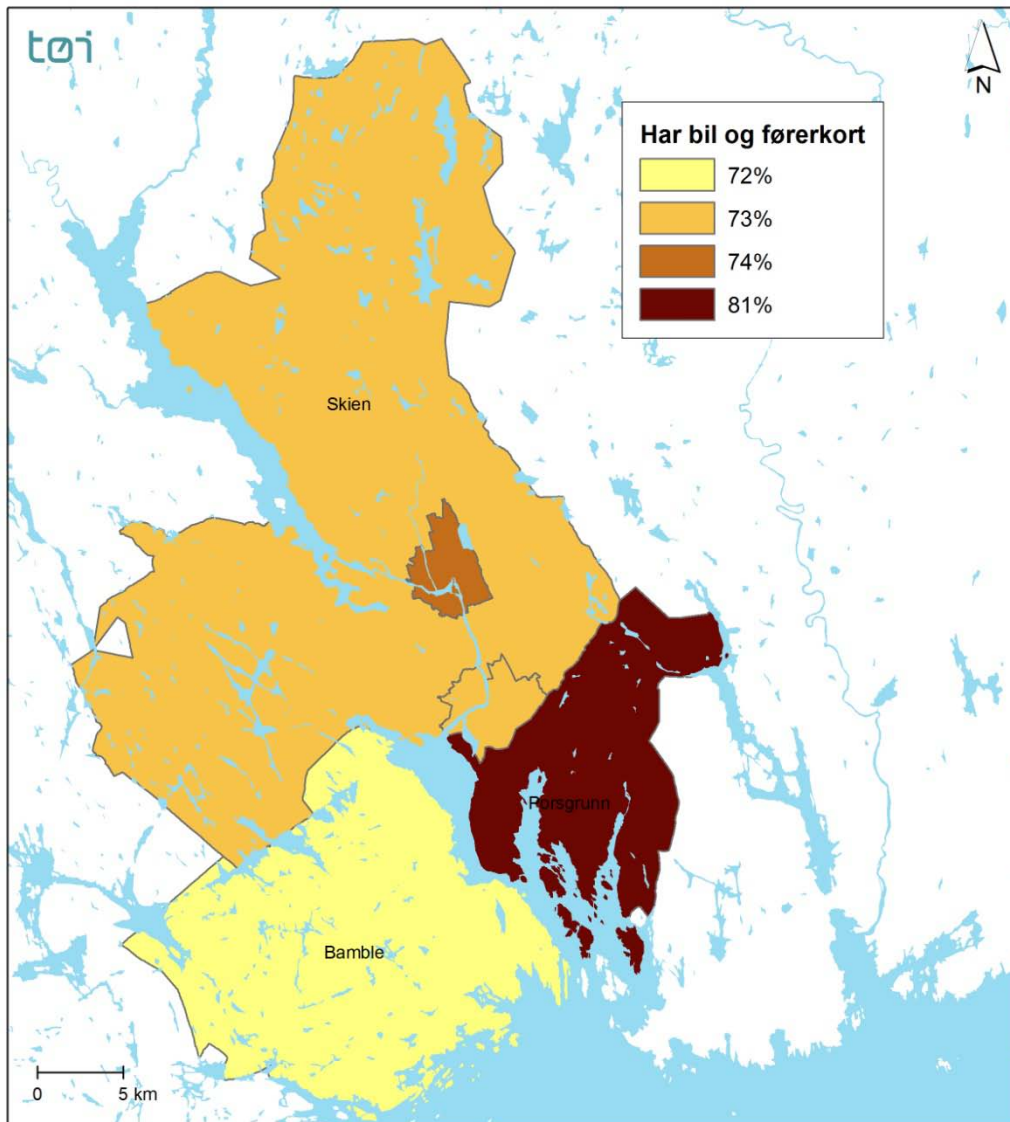 tøi
N
Har bil og førerkort
72%
73%
74%
81%
Skien
Porsgrunn
Bamble
0 5 km